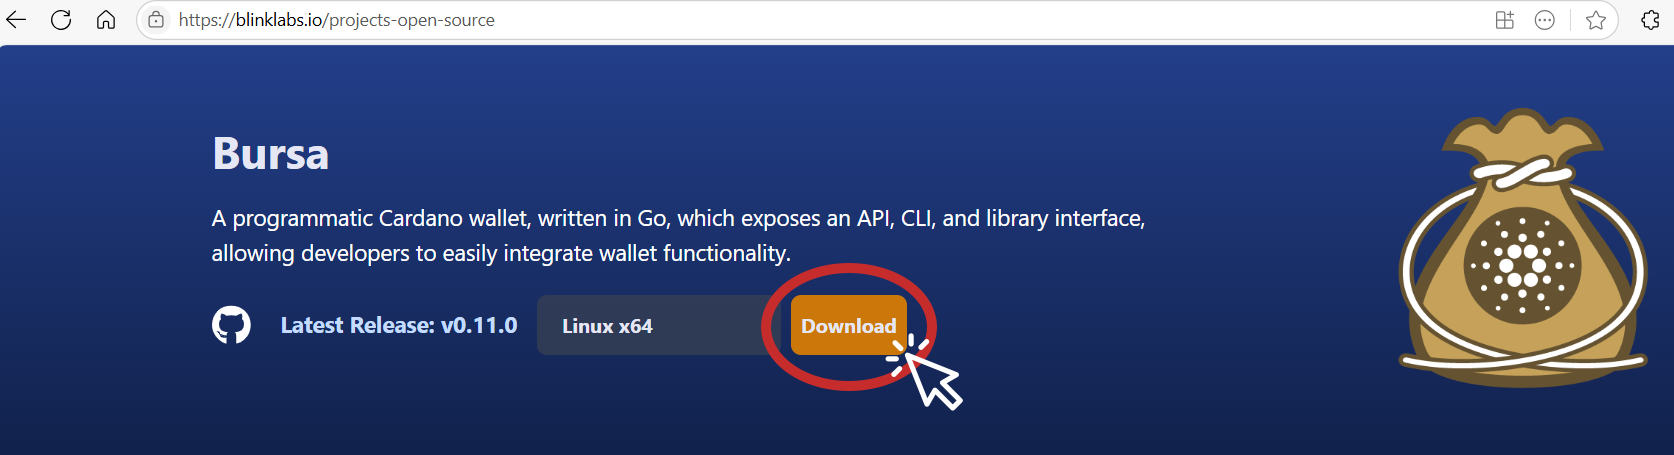 https://blinklabs.io/projects-open-source
Bursa
A programmatic Cardano wallet, written in Go, which exposes an API, CLI, and library interface,
allowing developers to easily integrate wallet functionality.
Latest Release: v0.11.0
Linux x64
Download